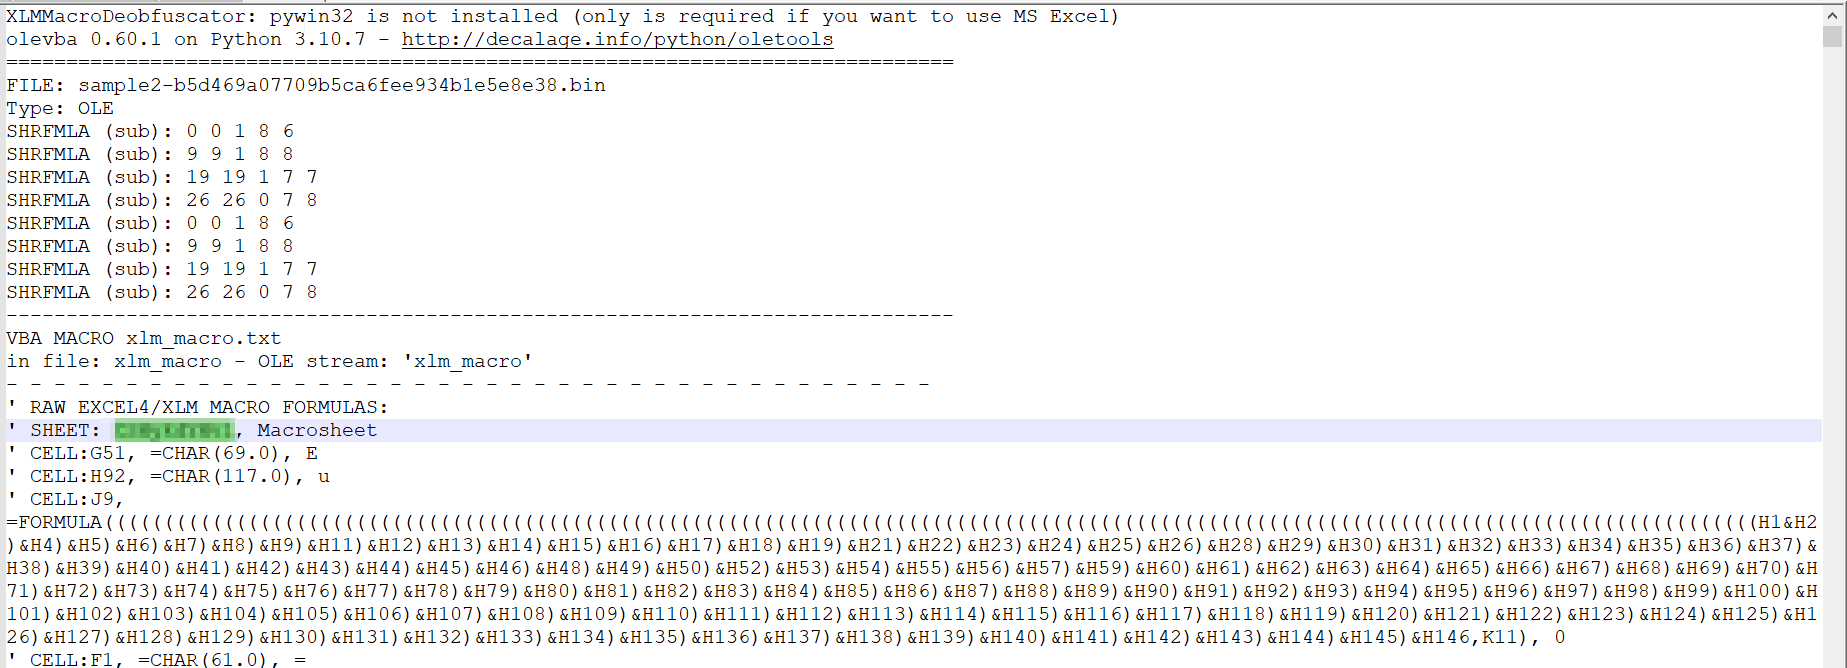 XLMMacroDeobfuscator: pywin32 is not installed (only is required if you want to use MS Excel)
olevba 0.60.1 on Python 3.10.7 - http://decalage.info/python/oletools
===============================================================================
FILE: sample2-b5d469a07709b5ca6fee934b1e5e8e38.bin
Type: OLE
SHRFMLA (sub): 0 0 1 8 6
SHRFMLA (sub): 9 9 1 8 8
SHRFMLA (sub): 19 19 1 7 7
SHRFMLA (sub): 26 26 0 7 8
SHRFMLA (sub): 0 0 1 8 6
SHRFMLA (sub): 9 9 1 8 8
SHRFMLA (sub): 19 19 1 7 7
SHRFMLA (sub): 26 26 0 7 8
-------------------------------------------------------------------------------
VBA MACRO xlm_macro.txt
in file: xlm_macro - OLE stream: 'xlm_macro'
- - - - - - - - - - - - - - - - - - - - - - - - - - - - - - - - - - - - - - -
' RAW EXCEL4/XLM MACRO FORMULAS:
' SHEET: , Macrosheet
' CELL:G51, =CHAR(69.0), E
' CELL:H92, =CHAR(117.0), u
' CELL:J9,
=FORMULA((((((((((((((((((((((((((((((((((((((((((((((((((((((((((((((((((((((((((((((((((((((((((((((((((((((((((((((((((((((((((((((((((((((((((H1&H2
)&H4)&H5)&H6)&H7)&H8)&H9)&H11)&H12)&H13)&H14)&H15)&H16)&H17)&H18)&H19)&H21)&H22)&H23)&H24)&H25)&H26)&H28)&H29)&H30)&H31)&H32)&H33)&H34)&H35)&H36)&H37)&
H38)&H39)&H40)&H41)&H42)&H43)&H44)&H45)&H46)&H48)&H49)&H50)&H52)&H53)&H54)&H55)&H56)&H57)&H59)&H60)&H61)&H62)&H63)&H64)&H65)&H66)&H67)&H68)&H69)&H70)&H
71)&H72)&H73)&H74)&H75)&H76)&H77)&H78)&H79)&H80)&H81)&H82)&H83)&H84)&H85)&H86)&H87)&H88)&H89)&H90)&H91)&H92)&H93)&H94)&H95)&H96)&H97)&H98)&H99)&H100)&H
101)&H102)&H103)&H104)&H105)&H106)&H107)&H108)&H109)&H110)&H111)&H112)&H113)&H114)&H115)&H116)&H117)&H118)&H119)&H120)&H121)&H122)&H123)&H124)&H125)&H1
26)&H127)&H128)&H129)&H130)&H131)&H132)&H133)&H134)&H135)&H136)&H137)&H138)&H139)&H140)&H141)&H142)&H143)&H144)&H145)&H146,K11), 0
' CELL:F1, =CHAR(61.0), =